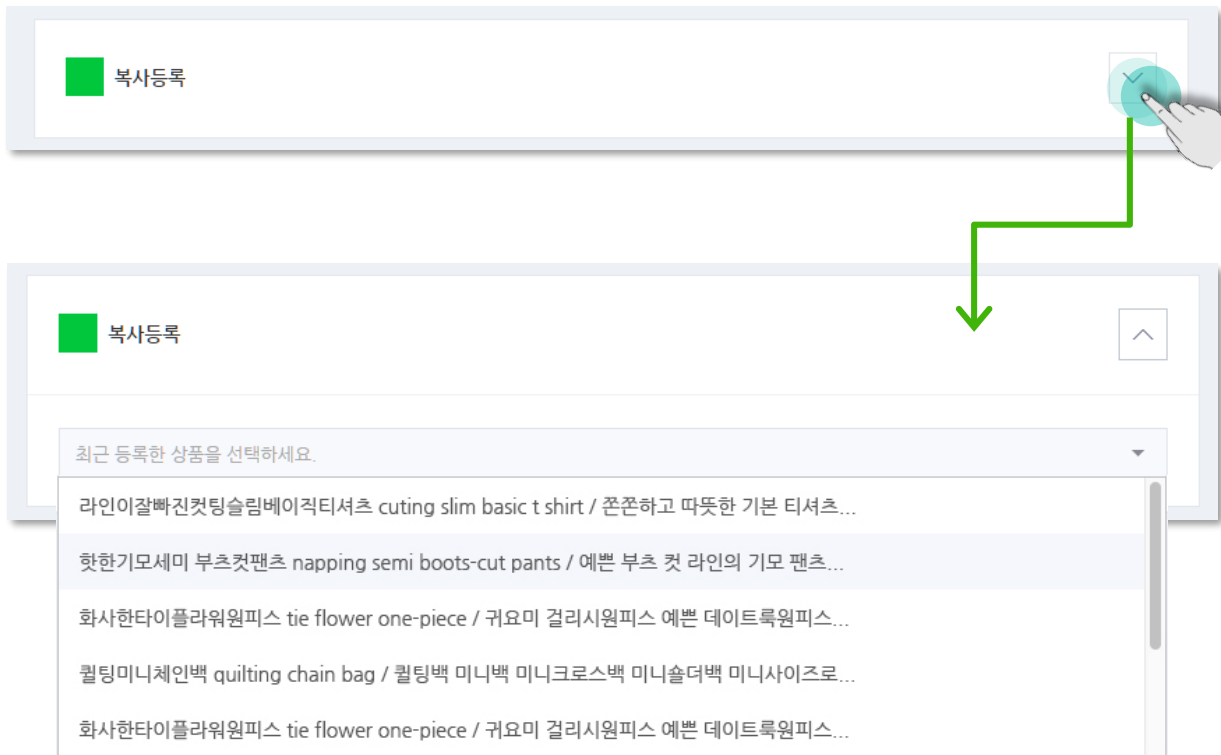 복사등록
복사등록
최근 등록한 상품을 선택하세요.
라인이잘빠진컷팅슬림베이직티셔츠 cuting slim basic t shirt / 쫀쫀하고 따뜻한 기본 티셔츠...
핫한기모세미 부츠컷팬츠 napping semi boots-cut pants / 예쁜 부츠 컷 라인의 기모 팬츠...
화사한타이플라워원피스 tie flower one-piece / 귀요미 걸리시원피스 예쁜 데이트룩원피스...
퀼팅미니체인백 quilting chain bag / 퀼팅백 미니백 미니크로스백 미니숄더백 미니사이즈로...
화사한타이플라워원피스 tie flower one-piece / 귀요미 걸리시원피스 예쁜 데이트룩원피스...